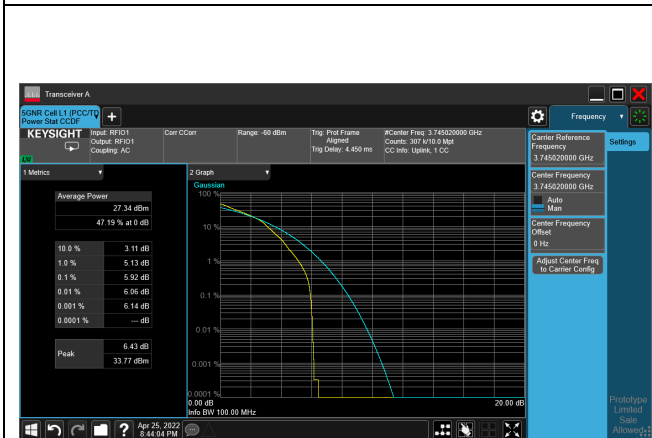 Transceiver A
5GNR Cell L1 (PCC/TD
Power Stat CCDF
Frequency
KEYSIGHT
LXI
Input: RFIO1
Output: RFIO1
Coupling: AC
Corr CCorr
Range: -60 dBm
Trig: Prot Frame
Aligned
Trig Delay: 4.450 ms
#Center Freq: 3.745020000 GHz
Counts: 307 k/10.0 Mpt
CC Info: Uplink, 1 CC
Carrier Reference
Frequency
3.745020000 GHz
Settings
Center Frequency
3.745020000 GHz
Auto
Man
Center Frequency
Offset
0 Hz
Adjust Center Freq
to Carrier Config
1 Metrics
Average Power
27.34 dBm
47.19 % at 0 dB
10.0 % 3.11 dB
1.0 % 5.13 dB
0.1 % 5.92 dB
0.01 % 6.06 dB
0.001 % 6.14 dB
0.0001 % --- dB
Peak
6.43 dB
33.77 dBm
2 Graph
Gaussian
100 %
10 %
1 %
0.1 %
0.01 %
0.001 %
0.0001 %
0.00 dB
20.00 dB
Info BW 100.00 MHz
Prototype
Limited
Sale
Allowed
?
Apr 25, 2022
8:44:04 PM